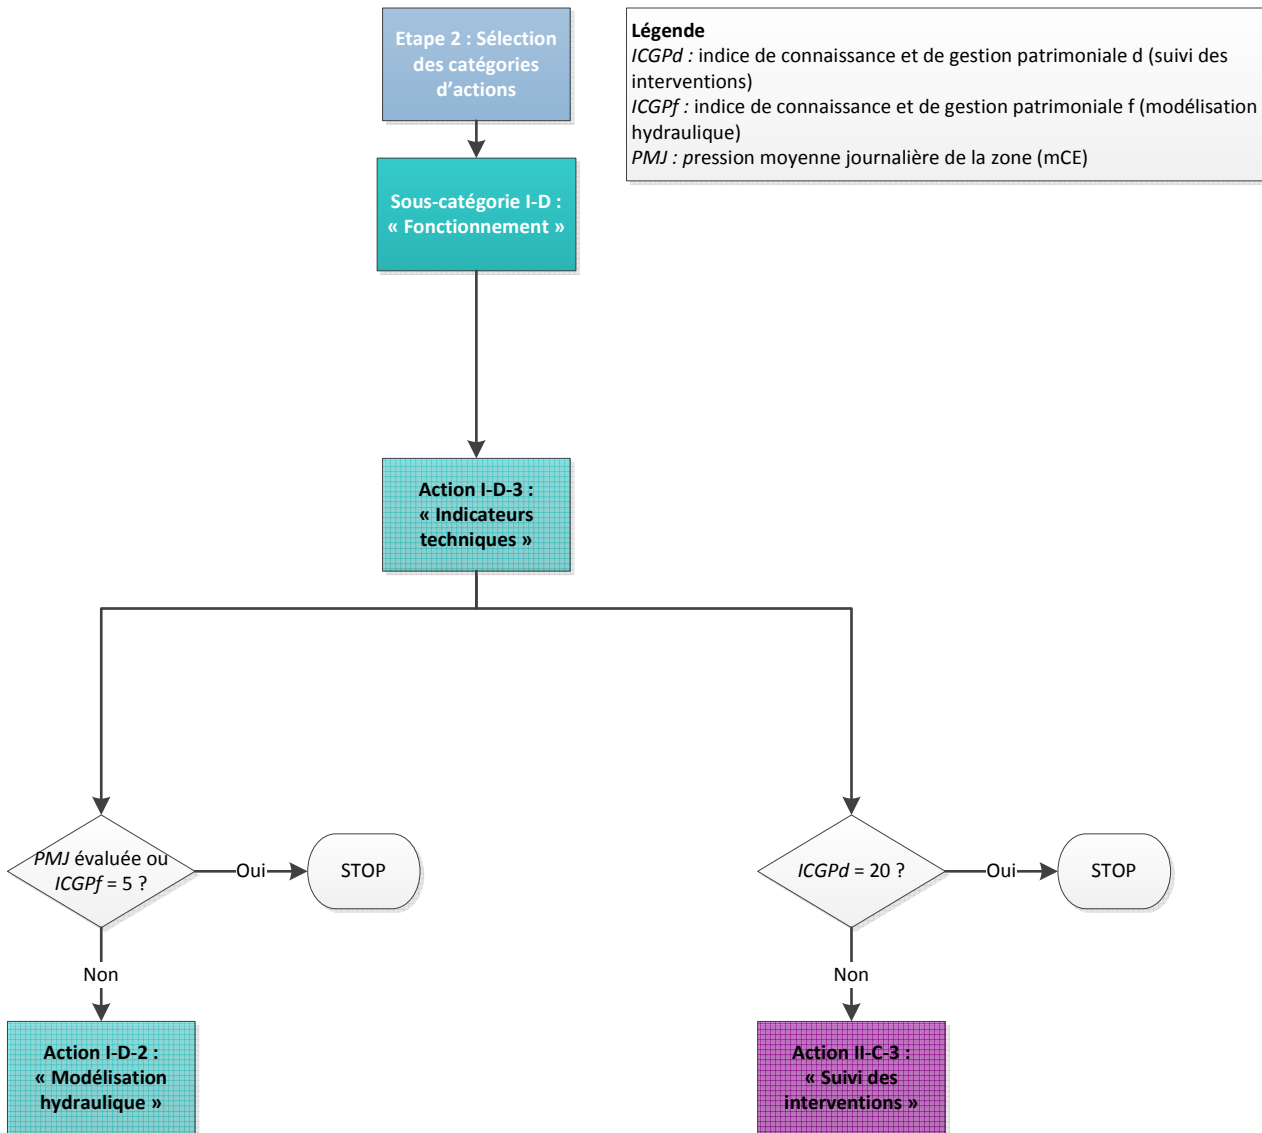 Etape 2 : Sélection
des catégories
d’actions
Légende
ICGPd : indice de connaissance et de gestion patrimoniale d (suivi des
interventions)
ICGPf : indice de connaissance et de gestion patrimoniale f (modélisation
hydraulique)
PMJ : pression moyenne journalière de la zone (mCE)
Sous-catégorie I-D :
« Fonctionnement »
Action I-D-3 :
« Indicateurs
techniques »
PMJ évaluée ou
ICGPf = 5 ?
Oui
STOP
ICGPd = 20 ?
Oui
STOP
Non
Non
Action I-D-2 :
« Modélisation
hydraulique »
Action II-C-3 :
« Suivi des
interventions »